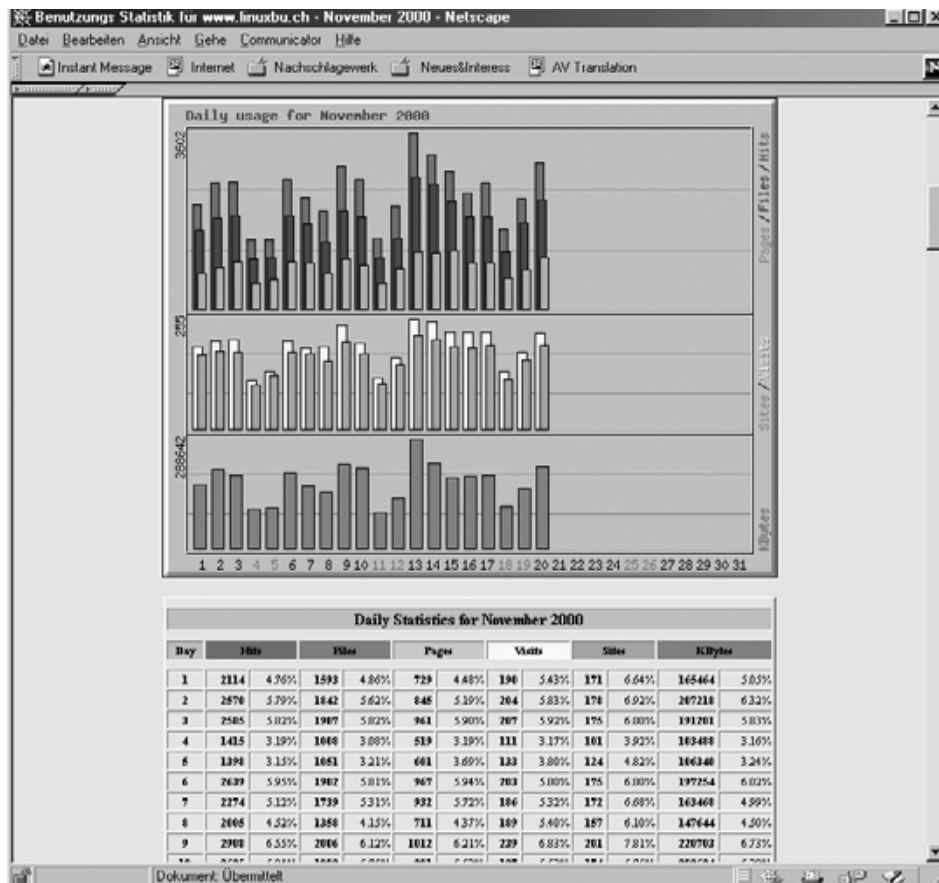 Benutzungs Statistik für www.linuxbu.ch - November 2000 - Netscape
Datei Bearbeiten Ansicht Gehe Communicator Hilfe
Instant Message Internet Nachschlagewerk Neues&Interess AV Translation
Daily usage for November 2000
3602
Pages / Files / Hits
255
Sites / Visits
288642
KBytes
1 2 3 4 5 6 7 8 9 10 11 12 13 14 15 16 17 18 19 20 21 22 23 24 25 26 27 28 29 30 31
Daily Statistics for November 2000
Day Hits Files Pages Visits Sites KBytes
1 2114 4.76% 1593 4.86% 729 4.48% 190 5.43% 171 6.64% 165464 5.05%
2 2570 5.79% 1842 5.62% 845 5.19% 204 5.83% 178 6.92% 207218 6.32%
3 2585 5.82% 1907 5.82% 961 5.90% 207 5.92% 175 6.80% 191201 5.83%
4 1415 3.19% 1008 3.08% 519 3.19% 111 3.17% 101 3.92% 103488 3.16%
5 1398 3.15% 1051 3.21% 601 3.69% 133 3.80% 124 4.82% 106340 3.24%
6 2639 5.95% 1902 5.81% 967 5.94% 203 5.80% 175 6.80% 197254 6.02%
7 2274 5.12% 1739 5.31% 932 5.72% 186 5.32% 172 6.68% 163468 4.99%
8 2005 4.52% 1358 4.15% 711 4.37% 189 5.40% 157 6.10% 147644 4.50%
9 2908 6.55% 2006 6.12% 1012 6.21% 239 6.83% 201 7.81% 220703 6.73%
Dokument: Übermittelt